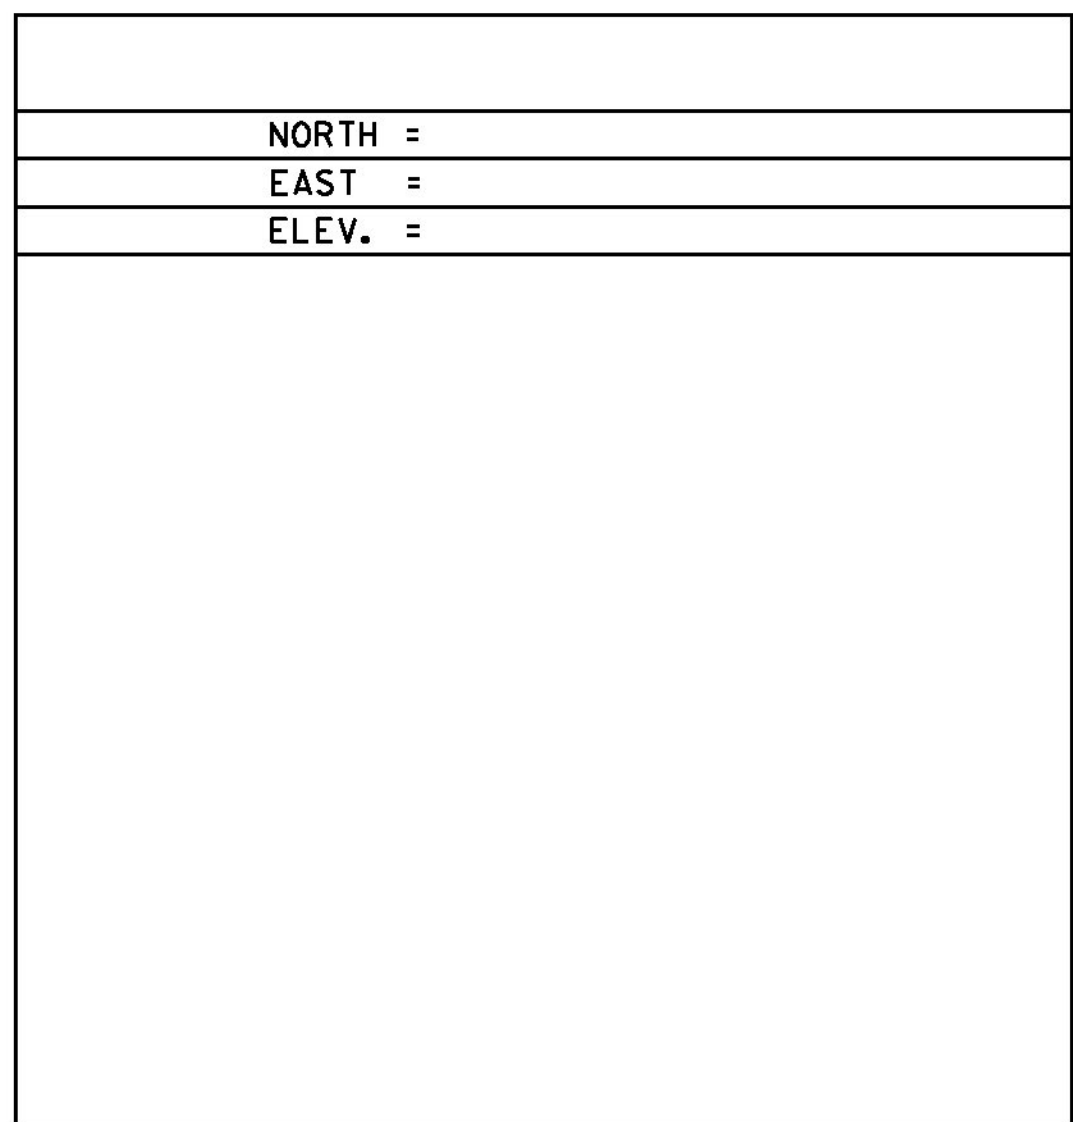 NORTH =
EAST =
ELEV. =